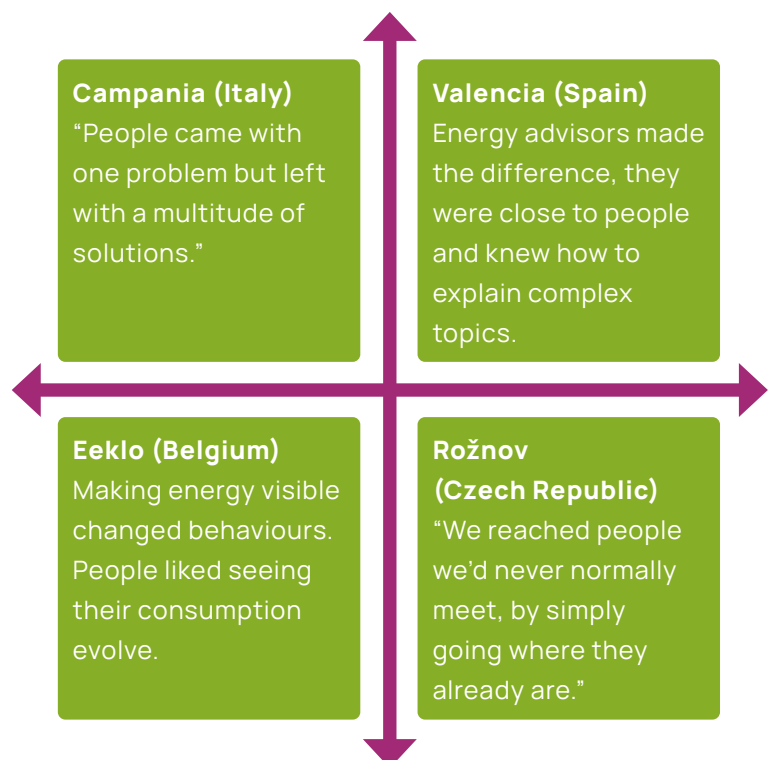 Campania (Italy)
“People came with
one problem but left
with a multitude of
solutions.”
Valencia (Spain)
Energy advisors made
the difference, they
were close to people
and knew how to
explain complex
topics.
Eeklo (Belgium)
Making energy visible
changed behaviours.
People liked seeing
their consumption
evolve.
Rožnov
(Czech Republic)
“We reached people
we’d never normally
meet, by simply
going where they
already are.”